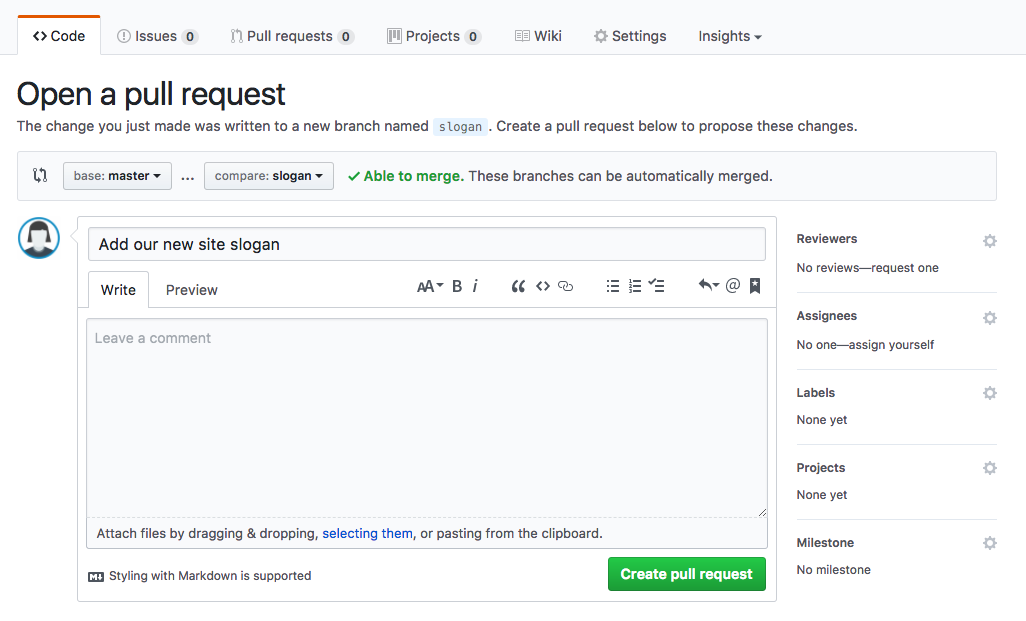 Code Issues 0 Pull requests 0 Projects 0 Wiki Settings Insights
Open a pull request
The change you just made was written to a new branch named slogan. Create a pull request below to propose these changes.
base: master ... compare: slogan Able to merge. These branches can be automatically merged.
Add our new site slogan
Write Preview AA B i @
Leave a comment
Attach files by dragging & dropping, selecting them, or pasting from the clipboard.
Styling with Markdown is supported Create pull request
Reviewers
No reviews—request one
Assignees
No one—assign yourself
Labels
None yet
Projects
None yet
Milestone
No milestone